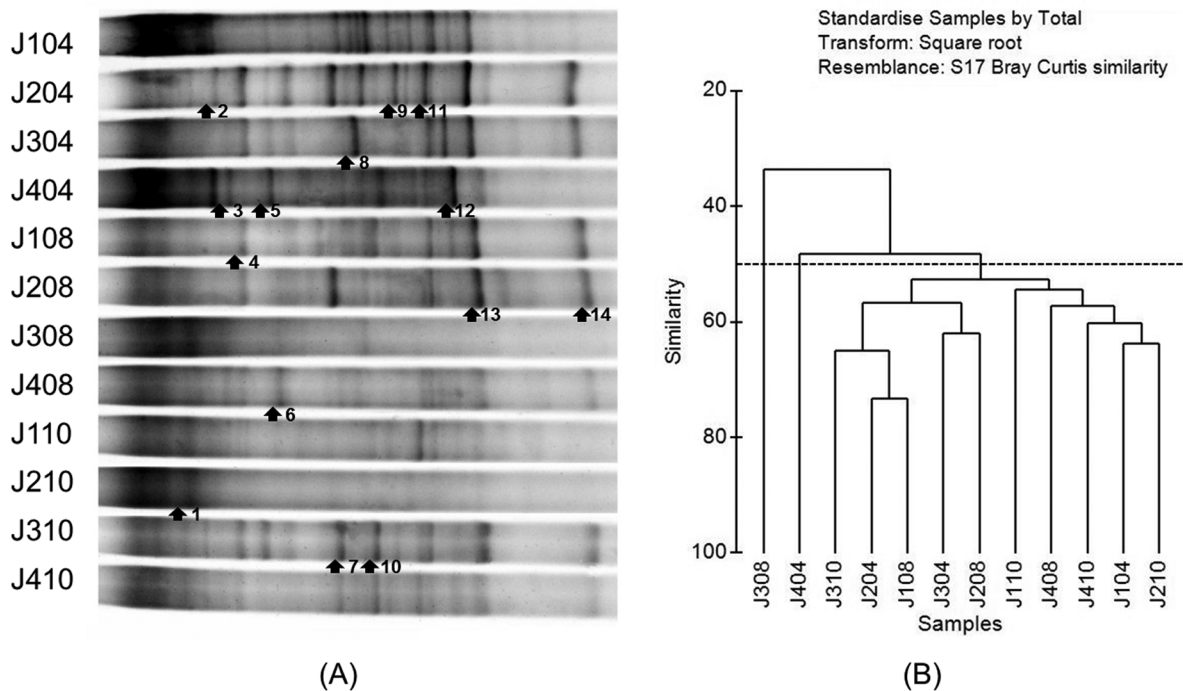 Standardise Samples by Total
Transform: Square root
Resemblance: S17 Bray Curtis similarity
J104
J204
2 9 11
J304
8
J404
3 5 12
J108
4
J208
13 14
J308
J408
6
J110
J210
1
J310
7 10
J410
(A)
20
40
60
80
100
Similarity
J308 J404 J310 J204 J108 J304 J208 J110 J408 J410 J104 J210
Samples
(B)